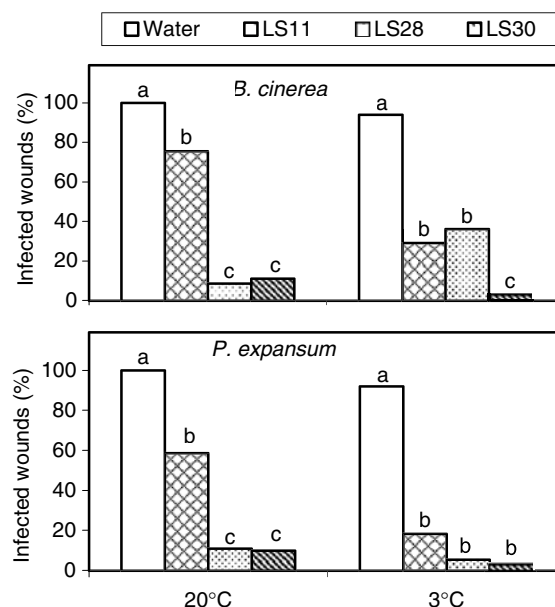 Water LS11 LS28 LS30
B. cinerea
Infected wounds (%)
100
80
60
40
20
0
a
b
c
c
a
b
b
c
P. expansum
Infected wounds (%)
100
80
60
40
20
0
a
b
c
c
a
b
b
b
20°C 3°C